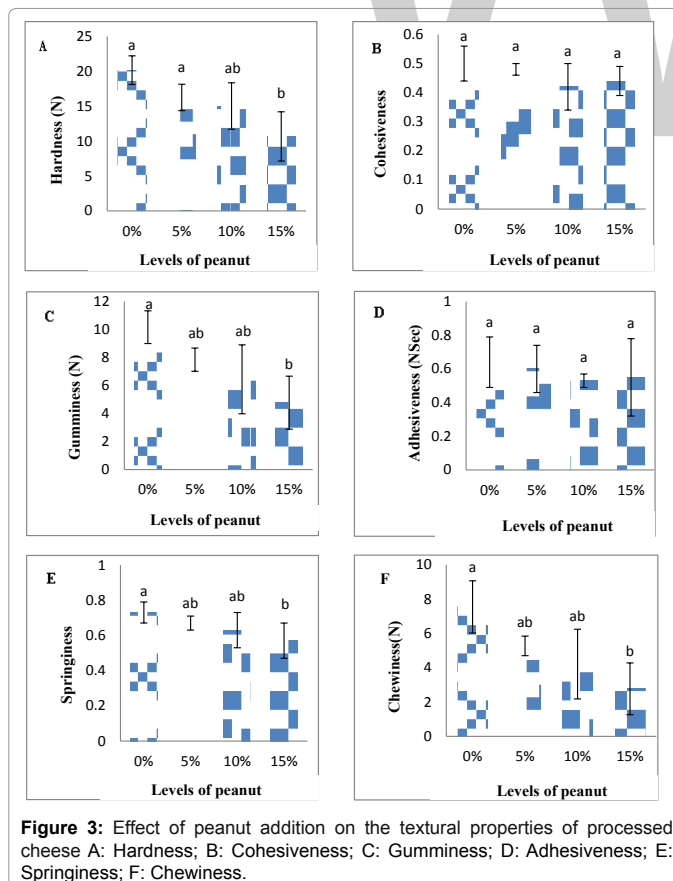 A
Hardness (N)
25
20
15
10
5
0
a
a
ab
b
0%
5%
10%
15%
Levels of peanut
B
Cohesiveness
0.6
0.5
0.4
0.3
0.2
0.1
0
a
a
a
a
0%
5%
10%
15%
Levels of peanut
C
Gumminess (N)
12
10
8
6
4
2
0
a
ab
ab
b
0%
5%
10%
15%
Levels of peanut
D
Adhesiveness (NSec)
1
0.8
0.6
0.4
0.2
0
a
a
a
a
0%
5%
10%
15%
Levels of peanut
E
Springiness
1
0.8
0.6
0.4
0.2
0
a
ab
ab
b
0%
5%
10%
15%
Levels of peanut
F
Chewiness(N)
10
8
6
4
2
0
a
ab
ab
b
0%
5%
10%
15%
Levels of peanut
Figure 3: Effect of peanut addition on the textural properties of processed
cheese A: Hardness; B: Cohesiveness; C: Gumminess; D: Adhesiveness; E:
Springiness; F: Chewiness.